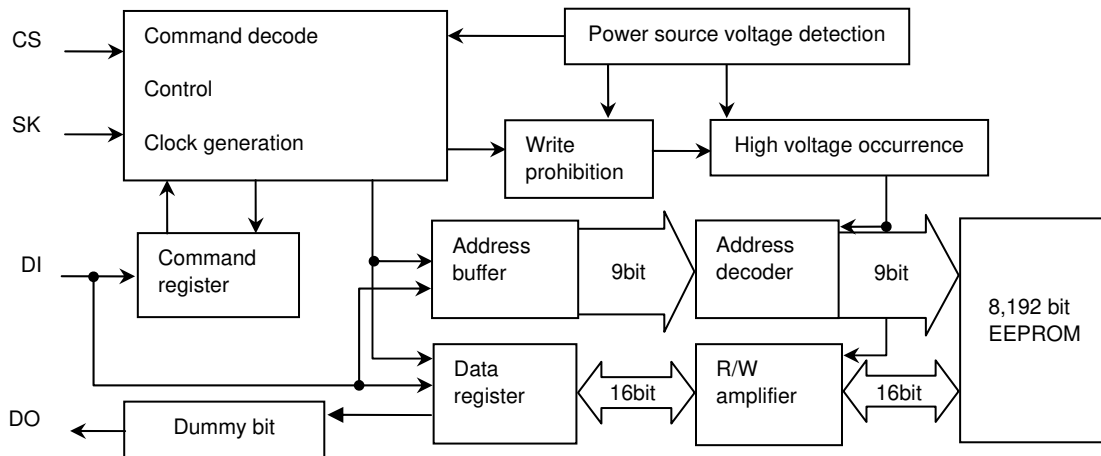 CS
Command decode
Power source voltage detection
Control
SK
Clock generation
Write
prohibition
High voltage occurrence
DI
Command
register
Address
buffer
9bit
Address
decoder
9bit
8,192 bit
EEPROM
Data
register
16bit
R/W
amplifier
16bit
DO
Dummy bit